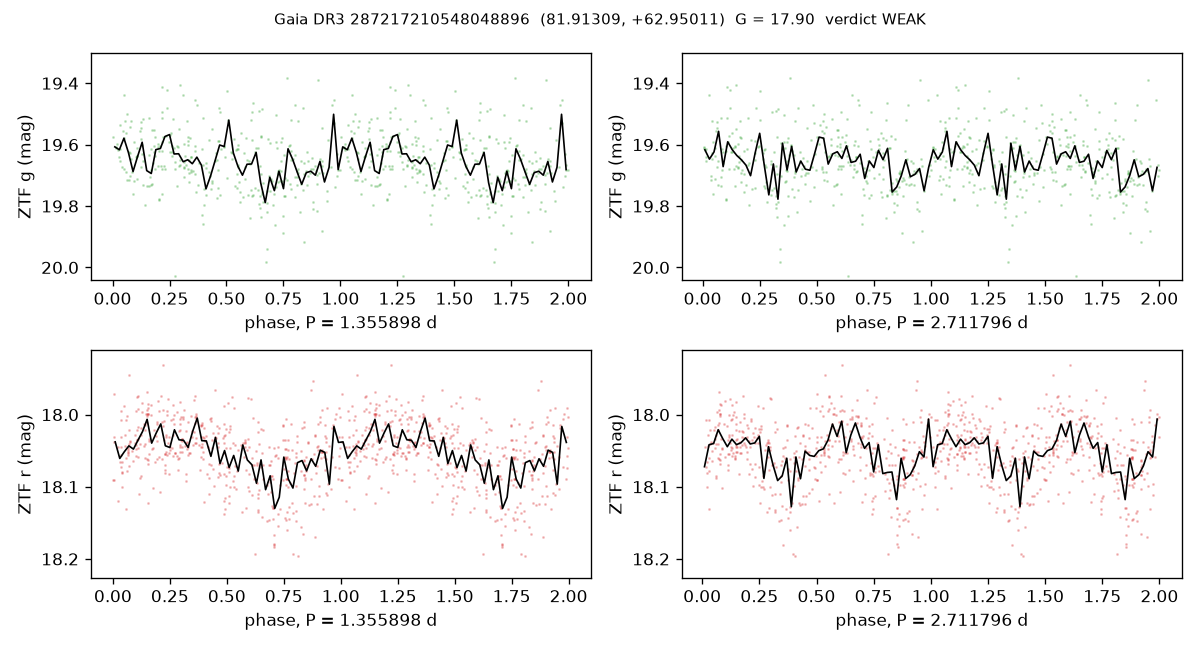 Gaia DR3 287217210548048896 (81.91309, +62.95011) G = 17.90 verdict WEAK
ZTF g (mag)
19.4
19.6
19.8
20.0
0.00 0.25 0.50 0.75 1.00 1.25 1.50 1.75 2.00
phase, P = 1.355898 d
ZTF g (mag)
19.4
19.6
19.8
20.0
0.00 0.25 0.50 0.75 1.00 1.25 1.50 1.75 2.00
phase, P = 2.711796 d
ZTF r (mag)
18.0
18.1
18.2
0.00 0.25 0.50 0.75 1.00 1.25 1.50 1.75 2.00
phase, P = 1.355898 d
ZTF r (mag)
18.0
18.1
18.2
0.00 0.25 0.50 0.75 1.00 1.25 1.50 1.75 2.00
phase, P = 2.711796 d